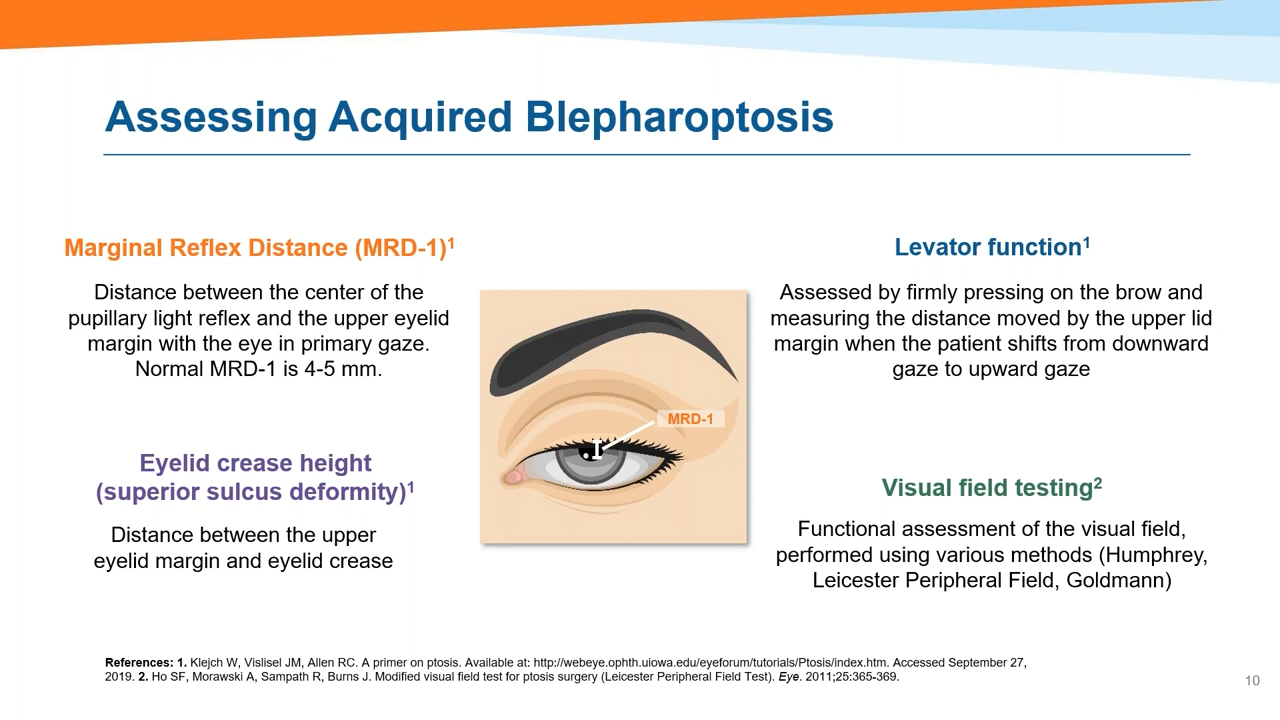 Assessing Acquired Blepharoptosis
Marginal Reflex Distance (MRD-1)¹
Distance between the center of the
pupillary light reflex and the upper eyelid
margin with the eye in primary gaze.
Normal MRD-1 is 4-5 mm.
Eyelid crease height
(superior sulcus deformity)¹
Distance between the upper
eyelid margin and eyelid crease
MRD-1
Levator function¹
Assessed by firmly pressing on the brow and
measuring the distance moved by the upper lid
margin when the patient shifts from downward
gaze to upward gaze
Visual field testing²
Functional assessment of the visual field,
performed using various methods (Humphrey,
Leicester Peripheral Field, Goldmann)
References: 1. Klejch W, Vislisel JM, Allen RC. A primer on ptosis. Available at: http://webeye.ophth.uiowa.edu/eyeforum/tutorials/Ptosis/index.htm. Accessed September 27,
2019. 2. Ho SF, Morawski A, Sampath R, Burns J. Modified visual field test for ptosis surgery (Leicester Peripheral Field Test). Eye. 2011;25:365-369.
10